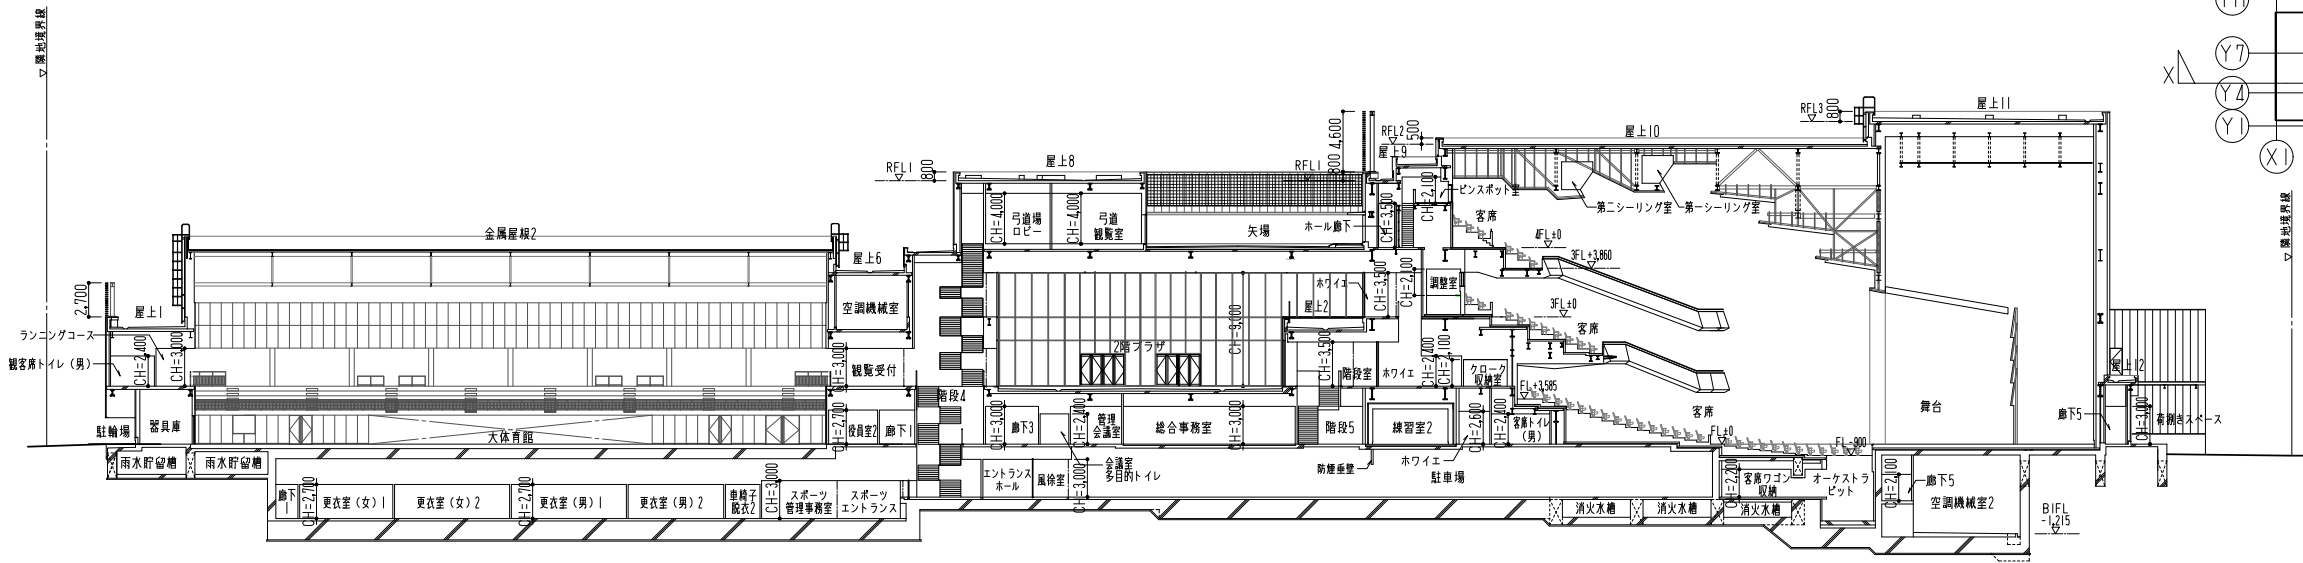 隣地境界線
Y7
Y4
Y1
X
X1
RFL3
800
屋上11
4,600
RFL2
500
屋上10
RFL1
800
屋上8
RFL1
800
屋上9
CH=2,100
ピンスポット室
第二シーリング室
第一シーリング室
隣地境界線
CH=4,000
弓道場
ロビー
CH=4,000
弓道
観覧室
矢場
ホール廊下
CH=3,500
客席
金属屋根2
4FL±0
3FL+3,860
屋上6
2,700
屋上1
空調機械室
ホワイエ
CH=3,500
CH=2,100
調整室
屋上2
CH=9,000
3FL±0
客席
ランニングコース
観客席トイレ(男)
CH=2,400
CH=3,000
CH=3,000
観覧受付
2階プラザ
CH=3,500
階段室
ホワイエ
CH=2,400
CH=2,100
クローク
収納室
屋上12
階段4
FL+3,585
駐輪場
器具庫
大体育館
CH=2,700
役員室2
廊下1
CH=3,000
廊下3
CH=2,400
管理
会議室
総合事務室
CH=3,000
階段5
練習室2
CH=2,600
CH=2,400
客席トイレ
(男)
客席
舞台
廊下5
CH=3,000
荷捌きスペース
FL±0
FL-900
雨水貯留槽
雨水貯留槽
エントランス
ホール
風除室
CH=3,000
会議室
多目的トイレ
防煙垂壁
ホワイエ
駐車場
CH=2,200
客席ワゴン
収納
オーケストラ
ピット
CH=2,100
廊下5
空調機械室2
廊下
1
CH=2,700
更衣室(女)1
更衣室(女)2
CH=2,700
更衣室(男)1
更衣室(男)2
車椅子
脱衣2
CH=3,000
スポーツ
管理事務室
スポーツ
エントランス
消火水槽
消火水槽
消火水槽
B1FL
-1,215